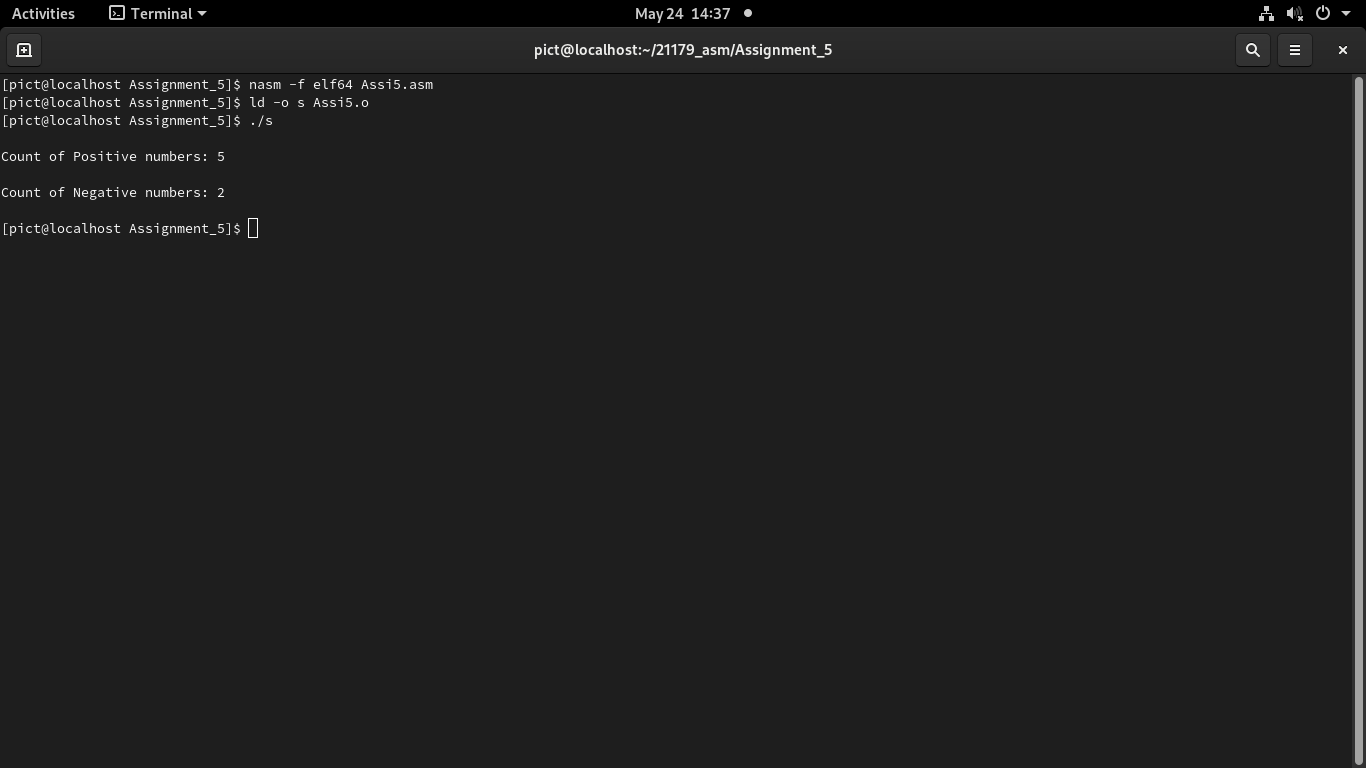 Activities Terminal May 24 14:37
pict@localhost:~/21179_asm/Assignment_5
[pict@localhost Assignment_5]$ nasm -f elf64 Assi5.asm
[pict@localhost Assignment_5]$ ld -o s Assi5.o
[pict@localhost Assignment_5]$ ./s
Count of Positive numbers: 5
Count of Negative numbers: 2
[pict@localhost Assignment_5]$